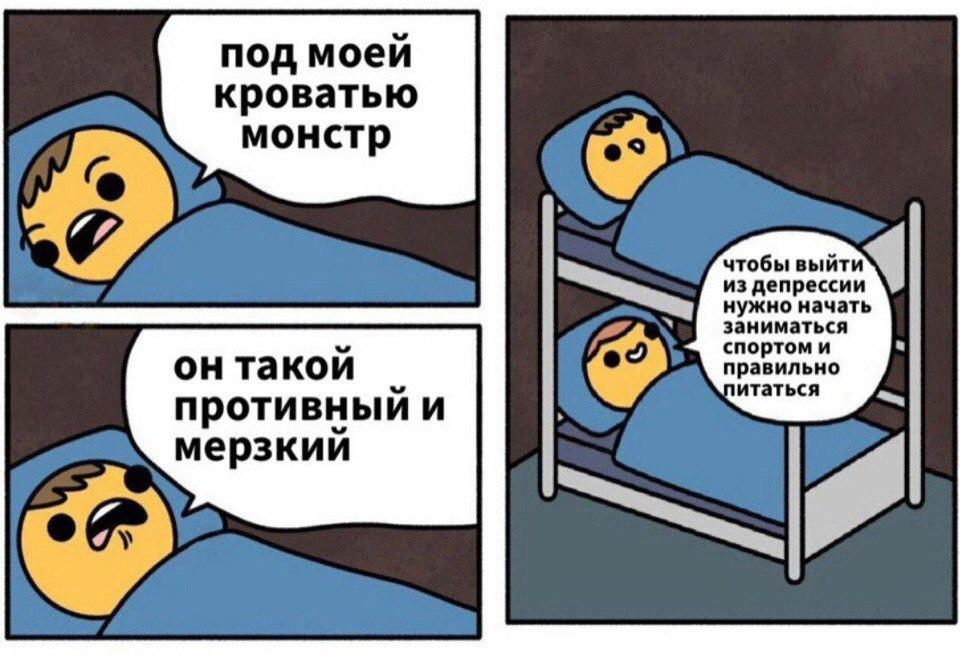 под моей
кроватью
монстр
он такой
противный и
мерзкий
чтобы выйти
из депрессии
нужно начать
заниматься
спортом и
правильно
питаться